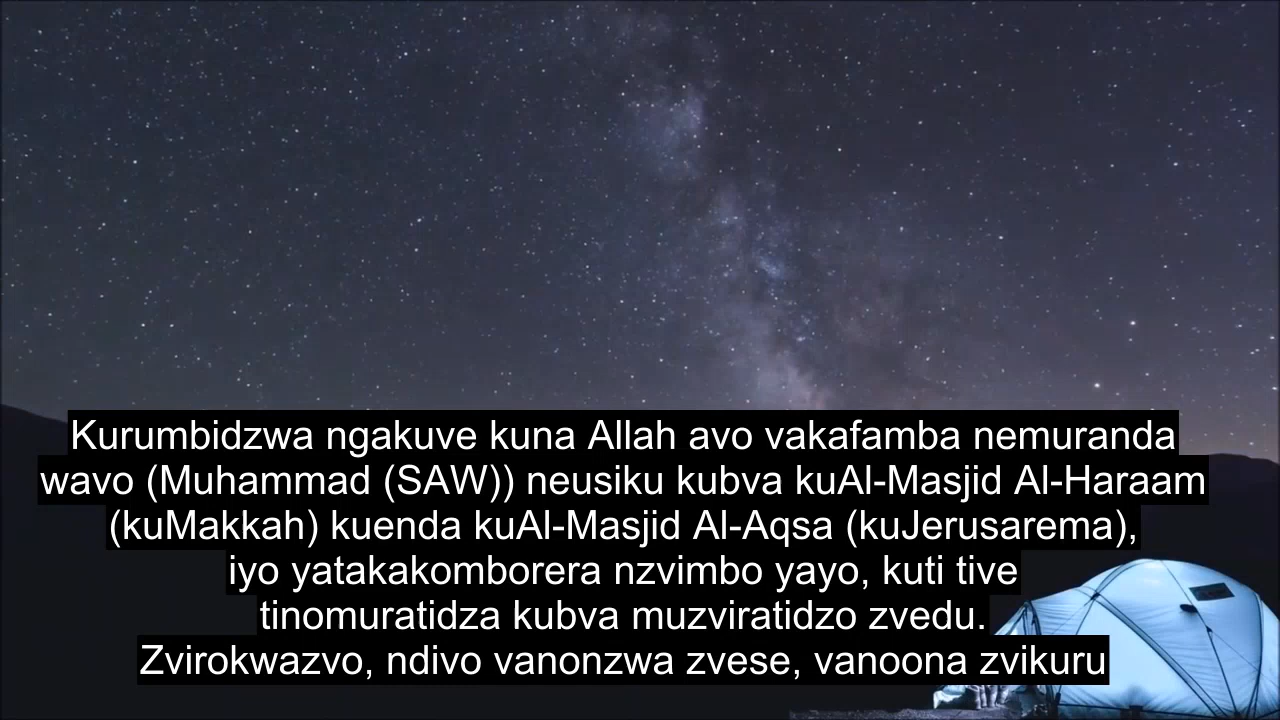 Kurumbidzwa ngakuve kuna Allah avo vakafamba nemuranda
wavo (Muhammad (SAW)) neusiku kubva kuAl-Masjid Al-Haraam
(kuMakkah) kuenda kuAl-Masjid Al-Aqsa (kuJerusarema),
iyo yatakakomborera nzvimbo yayo, kuti tive
tinomuratidza kubva muzviratidzo zvedu.
Zvirokwazvo, ndivo vanonzwa zvese, vanoona zvikuru